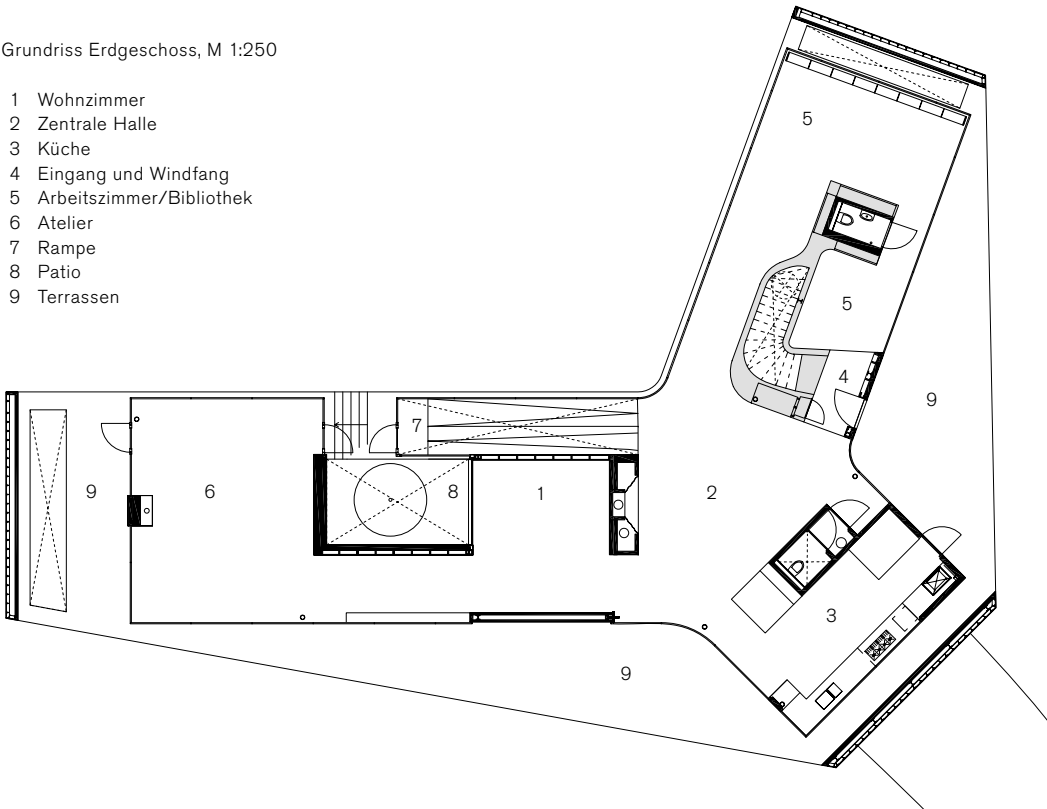 Grundriss Erdgeschoss, M 1:250
1 Wohnzimmer
2 Zentrale Halle
3 Küche
4 Eingang und Windfang
5 Arbeitszimmer/Bibliothek
6 Atelier
7 Rampe
8 Patio
9 Terrassen
5
5
4
9
7
9
6
8
1
2
3
9